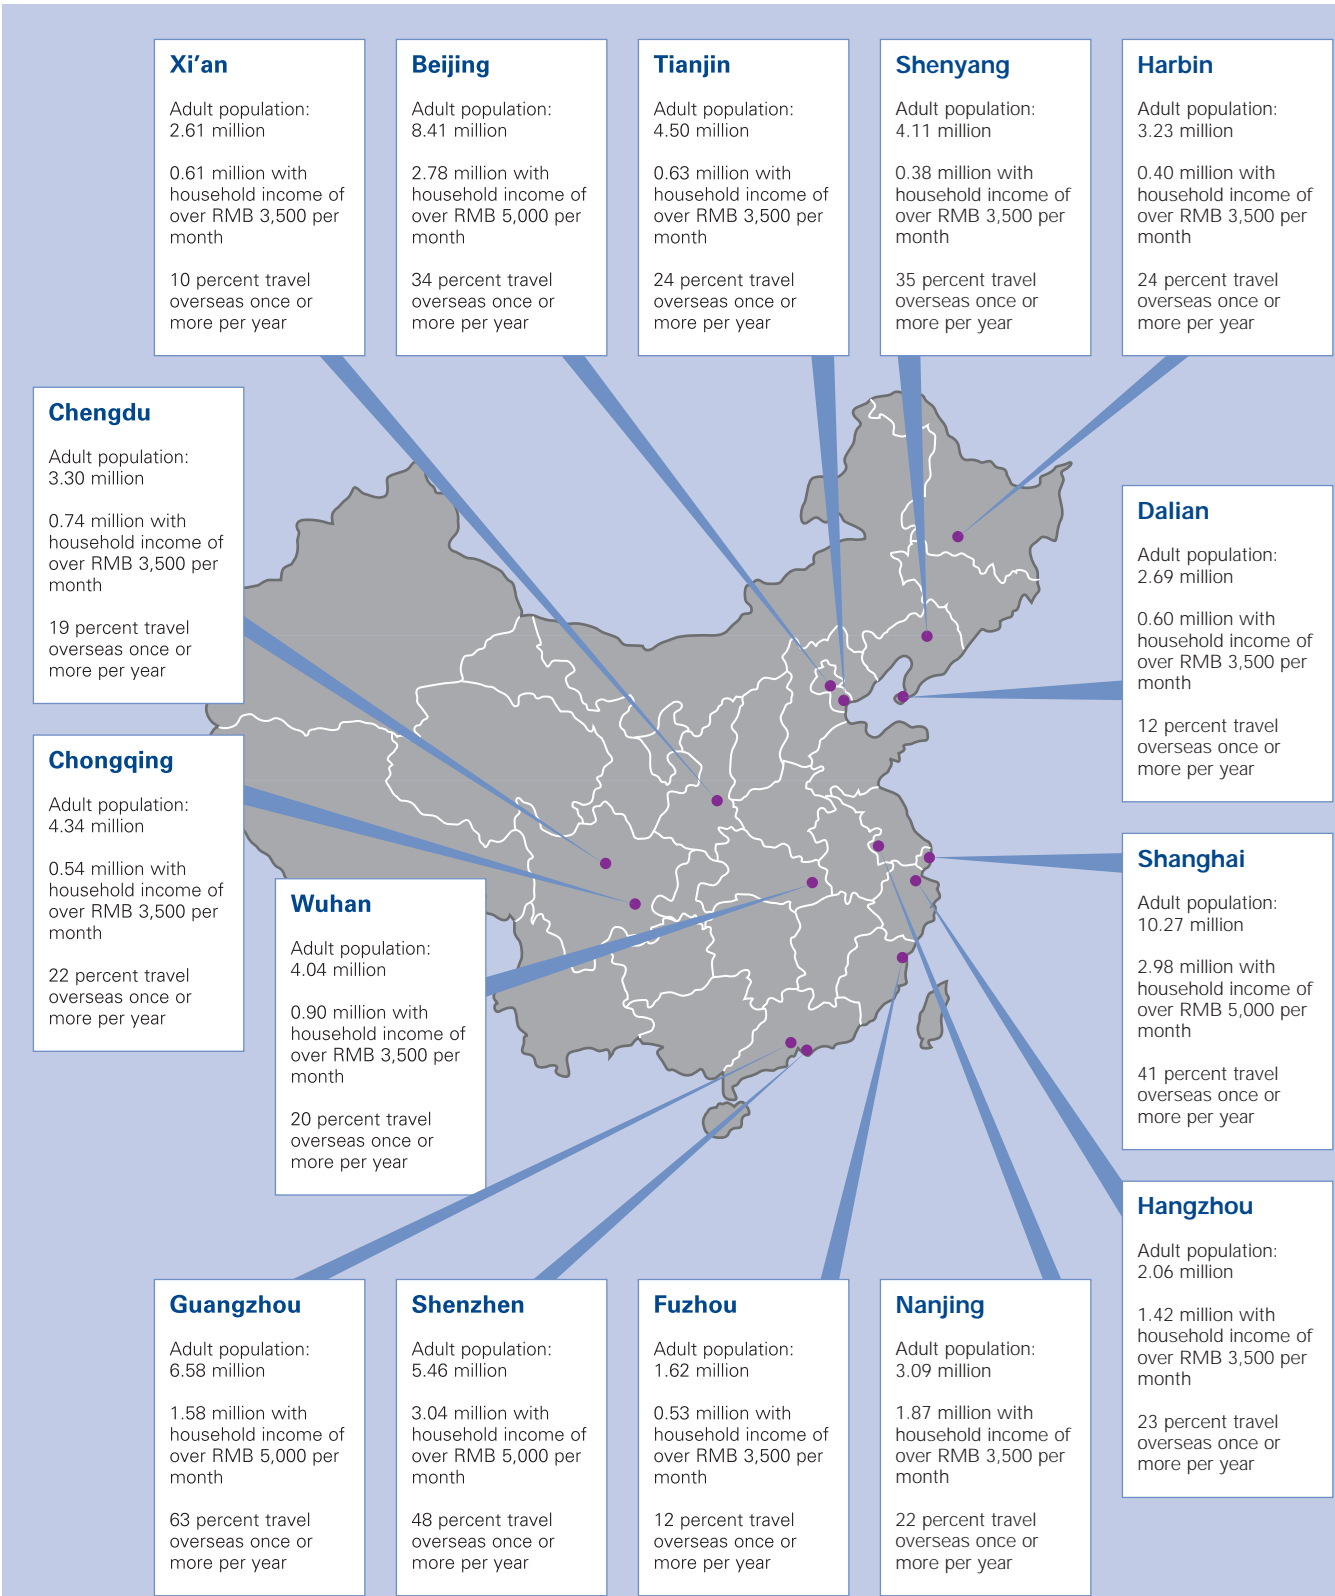 Xi’an
Adult population:
2.61 million
0.61 million with
household income of
over RMB 3,500 per
month
10 percent travel
overseas once or
more per year
Beijing
Adult population:
8.41 million
2.78 million with
household income of
over RMB 5,000 per
month
34 percent travel
overseas once or
more per year
Tianjin
Adult population:
4.50 million
0.63 million with
household income of
over RMB 3,500 per
month
24 percent travel
overseas once or
more per year
Shenyang
Adult population:
4.11 million
0.38 million with
household income of
over RMB 3,500 per
month
35 percent travel
overseas once or
more per year
Harbin
Adult population:
3.23 million
0.40 million with
household income of
over RMB 3,500 per
month
24 percent travel
overseas once or
more per year
Chengdu
Adult population:
3.30 million
0.74 million with
household income of
over RMB 3,500 per
month
19 percent travel
overseas once or
more per year
Dalian
Adult population:
2.69 million
0.60 million with
household income of
over RMB 3,500 per
month
12 percent travel
overseas once or
more per year
Chongqing
Adult population:
4.34 million
0.54 million with
household income of
over RMB 3,500 per
month
22 percent travel
overseas once or
more per year
Wuhan
Adult population:
4.04 million
0.90 million with
household income of
over RMB 3,500 per
month
20 percent travel
overseas once or
more per year
Shanghai
Adult population:
10.27 million
2.98 million with
household income of
over RMB 5,000 per
month
41 percent travel
overseas once or
more per year
Hangzhou
Adult population:
2.06 million
1.42 million with
household income of
over RMB 3,500 per
month
23 percent travel
overseas once or
more per year
Guangzhou
Adult population:
6.58 million
1.58 million with
household income of
over RMB 5,000 per
month
63 percent travel
overseas once or
more per year
Shenzhen
Adult population:
5.46 million
3.04 million with
household income of
over RMB 5,000 per
month
48 percent travel
overseas once or
more per year
Fuzhou
Adult population:
1.62 million
0.53 million with
household income of
over RMB 3,500 per
month
12 percent travel
overseas once or
more per year
Nanjing
Adult population:
3.09 million
1.87 million with
household income of
over RMB 3,500 per
month
22 percent travel
overseas once or
more per year